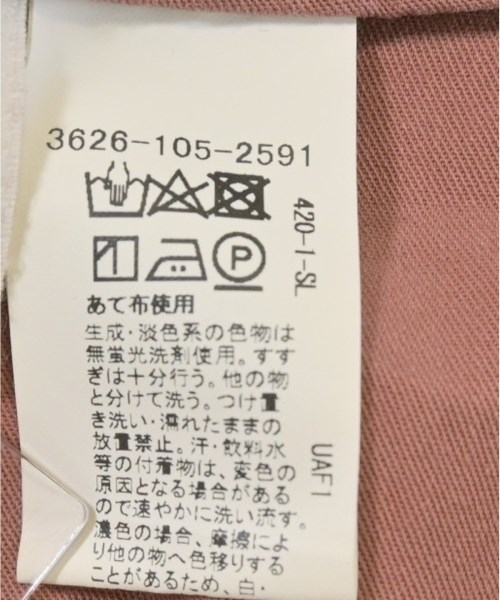 3626-105-2591
420-1-SL
P
あて布使用
生成・淡色系の色物は
無蛍光洗剤使用。すす
ぎは十分行う。他の物
と分けて洗う。つけ置
き洗い・濡れたままの
放置禁止。汗・飲料水
等の付着物は、変色の
原因となる場合がある
ので速やかに洗い流す。
濃色の場合、摩擦によ
り他の物へ色移りする
ことがあるため、白・
UAF1